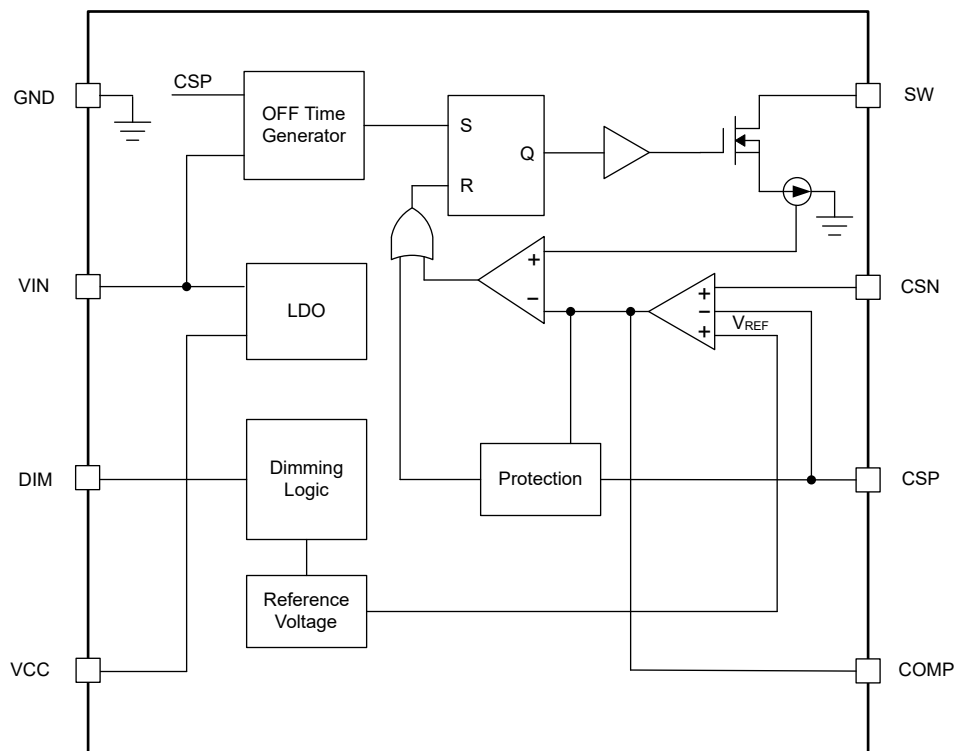 CSP
GND
OFF Time
Generator
SW
S
Q
R
VIN
LDO
+
−
+
−
+
VREF
CSN
DIM
Dimming
Logic
Protection
CSP
Reference
Voltage
VCC
COMP